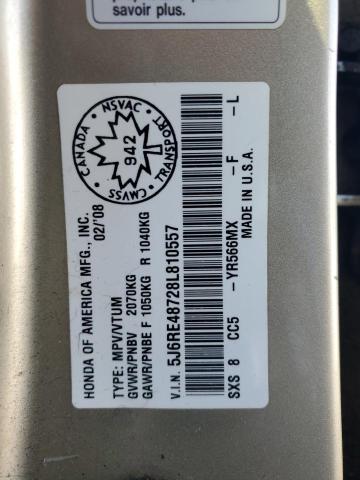 savoir plus.
HONDA OF AMERICA MFG., INC.
02/'08
TYPE: MPV/VTUM
GVWR/PNBV 2070KG
GAWR/PNBE F 1050KG R 1040KG
V.I.N. 5J6RE48728L810557
SXS 8 CC5 -YR566MX -F -L
MADE IN U.S.A.
CANADA • NSVAC • TRANSPORT • CMVSS
942